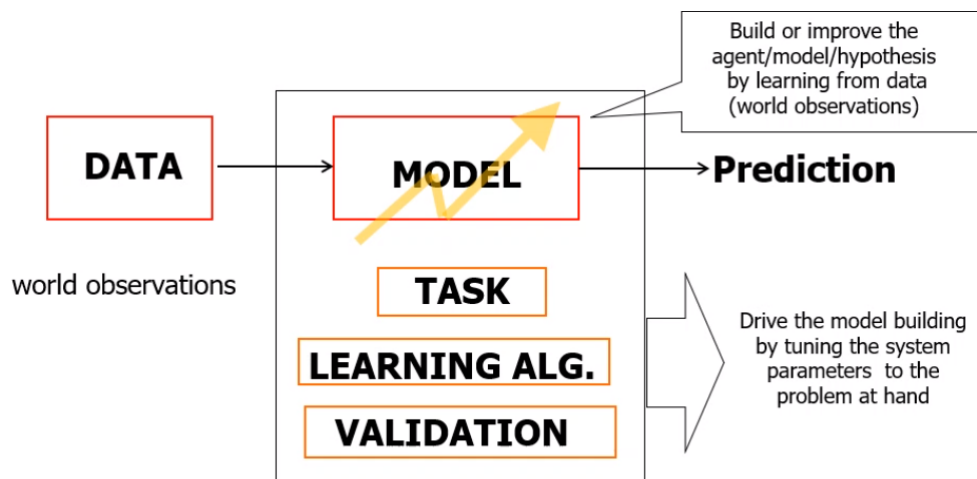 Build or improve the
agent/model/hypothesis
by learning from data
(world observations)
DATA
MODEL
Prediction
world observations
TASK
LEARNING ALG.
VALIDATION
Drive the model building
by tuning the system
parameters to the
problem at hand